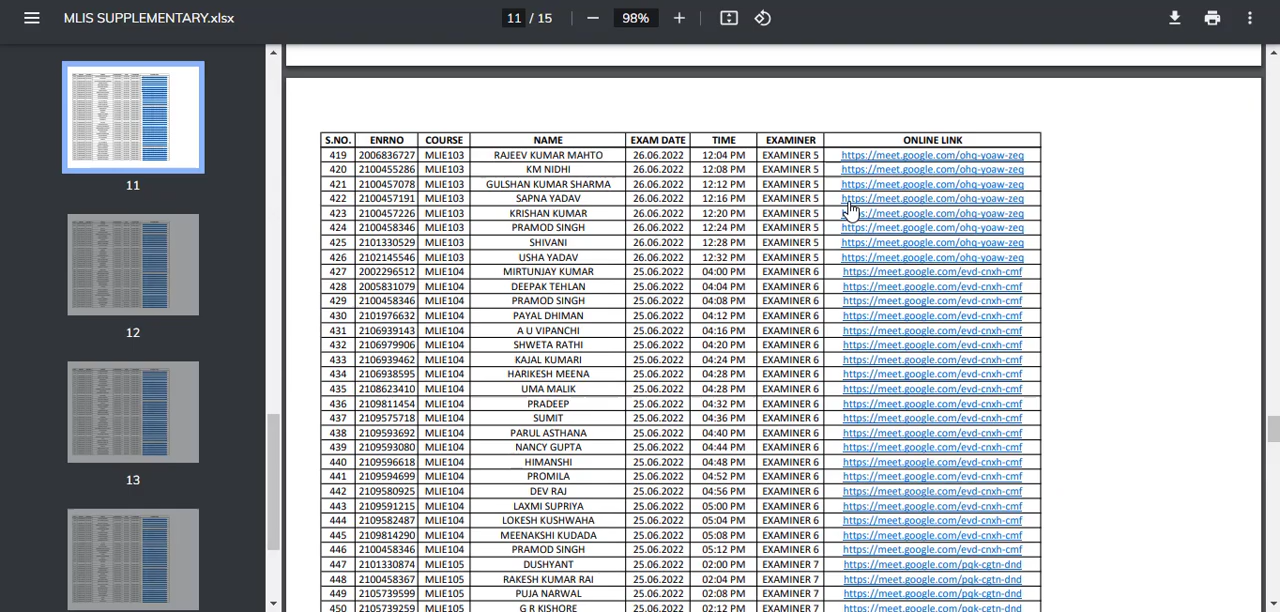 MLIS SUPPLEMENTARY.xlsx 11 / 15 98%
11
12
13
S.NO. ENRNO COURSE NAME EXAM DATE TIME EXAMINER ONLINE LINK
419 2006836727 MLIE103 RAJEEV KUMAR MAHTO 26.06.2022 12:04 PM EXAMINER 5 https://meet.google.com/ohq-yoaw-zeq
420 2100455286 MLIE103 KM NIDHI 26.06.2022 12:08 PM EXAMINER 5 https://meet.google.com/ohq-yoaw-zeq
421 2100457078 MLIE103 GULSHAN KUMAR SHARMA 26.06.2022 12:12 PM EXAMINER 5 https://meet.google.com/ohq-yoaw-zeq
422 2100457191 MLIE103 SAPNA YADAV 26.06.2022 12:16 PM EXAMINER 5 https://meet.google.com/ohq-yoaw-zeq
423 2100457226 MLIE103 KRISHAN KUMAR 26.06.2022 12:20 PM EXAMINER 5 https://meet.google.com/ohq-yoaw-zeq
424 2100458346 MLIE103 PRAMOD SINGH 26.06.2022 12:24 PM EXAMINER 5 https://meet.google.com/ohq-yoaw-zeq
425 2101330529 MLIE103 SHIVANI 26.06.2022 12:28 PM EXAMINER 5 https://meet.google.com/ohq-yoaw-zeq
426 2102145546 MLIE103 USHA YADAV 26.06.2022 12:32 PM EXAMINER 5 https://meet.google.com/ohq-yoaw-zeq
427 2002296512 MLIE104 MIRTUNJAY KUMAR 25.06.2022 04:00 PM EXAMINER 6 https://meet.google.com/evd-cnxh-cmf
428 2005831079 MLIE104 DEEPAK TEHLAN 25.06.2022 04:04 PM EXAMINER 6 https://meet.google.com/evd-cnxh-cmf
429 2100458346 MLIE104 PRAMOD SINGH 25.06.2022 04:08 PM EXAMINER 6 https://meet.google.com/evd-cnxh-cmf
430 2101976632 MLIE104 PAYAL DHIMAN 25.06.2022 04:12 PM EXAMINER 6 https://meet.google.com/evd-cnxh-cmf
431 2106939143 MLIE104 A U VIPANCHI 25.06.2022 04:16 PM EXAMINER 6 https://meet.google.com/evd-cnxh-cmf
432 2106979906 MLIE104 SHWETA RATHI 25.06.2022 04:20 PM EXAMINER 6 https://meet.google.com/evd-cnxh-cmf
433 2106939462 MLIE104 KAJAL KUMARI 25.06.2022 04:24 PM EXAMINER 6 https://meet.google.com/evd-cnxh-cmf
434 2106938595 MLIE104 HARIKESH MEENA 25.06.2022 04:28 PM EXAMINER 6 https://meet.google.com/evd-cnxh-cmf
435 2108623410 MLIE104 UMA MALIK 25.06.2022 04:28 PM EXAMINER 6 https://meet.google.com/evd-cnxh-cmf
436 2109811454 MLIE104 PRADEEP 25.06.2022 04:32 PM EXAMINER 6 https://meet.google.com/evd-cnxh-cmf
437 2109575718 MLIE104 SUMIT 25.06.2022 04:36 PM EXAMINER 6 https://meet.google.com/evd-cnxh-cmf
438 2109593692 MLIE104 PARUL ASTHANA 25.06.2022 04:40 PM EXAMINER 6 https://meet.google.com/evd-cnxh-cmf
439 2109593080 MLIE104 NANCY GUPTA 25.06.2022 04:44 PM EXAMINER 6 https://meet.google.com/evd-cnxh-cmf
440 2109596618 MLIE104 HIMANSHI 25.06.2022 04:48 PM EXAMINER 6 https://meet.google.com/evd-cnxh-cmf
441 2109594699 MLIE104 PROMILA 25.06.2022 04:52 PM EXAMINER 6 https://meet.google.com/evd-cnxh-cmf
442 2109580925 MLIE104 DEV RAJ 25.06.2022 04:56 PM EXAMINER 6 https://meet.google.com/evd-cnxh-cmf
443 2109591215 MLIE104 LAXMI SUPRIYA 25.06.2022 05:00 PM EXAMINER 6 https://meet.google.com/evd-cnxh-cmf
444 2109582487 MLIE104 LOKESH KUSHWAHA 25.06.2022 05:04 PM EXAMINER 6 https://meet.google.com/evd-cnxh-cmf
445 2109814290 MLIE104 MEENAKSHI KUDADA 25.06.2022 05:08 PM EXAMINER 6 https://meet.google.com/evd-cnxh-cmf
446 2100458346 MLIE104 PRAMOD SINGH 25.06.2022 05:12 PM EXAMINER 6 https://meet.google.com/evd-cnxh-cmf
447 2101330874 MLIE105 DUSHYANT 25.06.2022 02:00 PM EXAMINER 7 https://meet.google.com/pqk-cgtn-dnd
448 2100458367 MLIE105 RAKESH KUMAR RAI 25.06.2022 02:04 PM EXAMINER 7 https://meet.google.com/pqk-cgtn-dnd
449 2105739599 MLIE105 PUJA NARWAL 25.06.2022 02:08 PM EXAMINER 7 https://meet.google.com/pqk-cgtn-dnd
450 2105739259 MLIE105 G R KISHORE 25.06.2022 02:12 PM EXAMINER 7 https://meet.google.com/pqk-cgtn-dnd